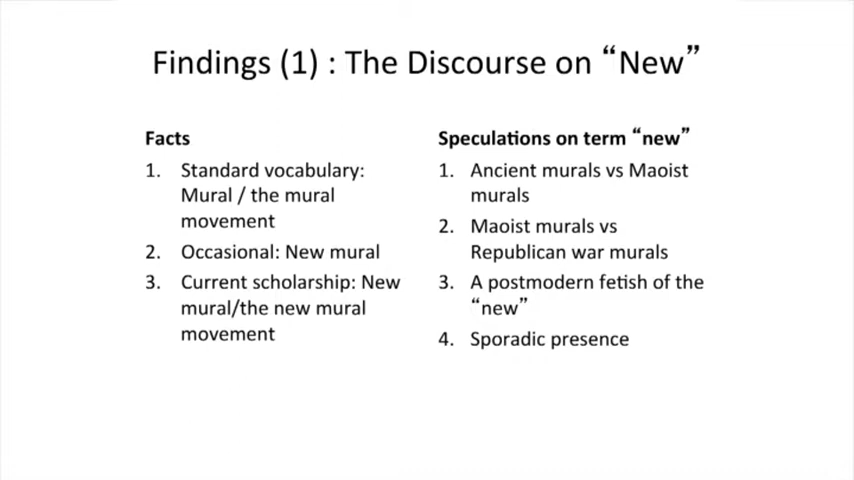 Findings (1) : The Discourse on “New”
Facts
1. Standard vocabulary:
Mural / the mural
movement
2. Occasional: New mural
3. Current scholarship: New
mural/the new mural
movement
Speculations on term “new”
1. Ancient murals vs Maoist
murals
2. Maoist murals vs
Republican war murals
3. A postmodern fetish of the
“new”
4. Sporadic presence